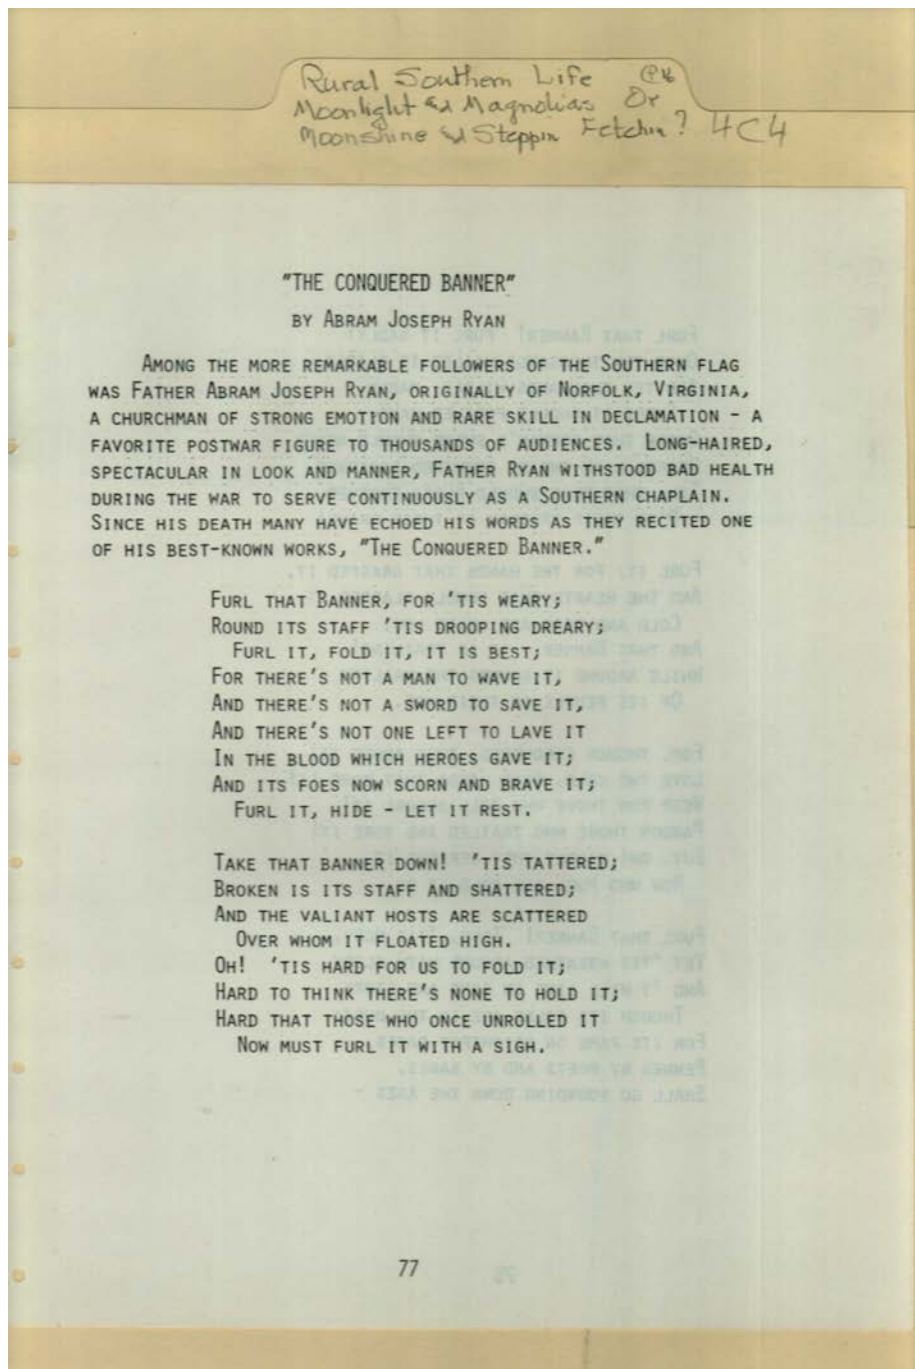 Rural Southern Life
Moonlight & Magnolias Or
Moonshine & Steppin Fetchin? 4C4
"THE CONQUERED BANNER"
BY ABRAM JOSEPH RYAN
AMONG THE MORE REMARKABLE FOLLOWERS OF THE SOUTHERN FLAG
WAS FATHER ABRAM JOSEPH RYAN, ORIGINALLY OF NORFOLK, VIRGINIA,
A CHURCHMAN OF STRONG EMOTION AND RARE SKILL IN DECLAMATION - A
FAVORITE POSTWAR FIGURE TO THOUSANDS OF AUDIENCES. LONG-HAIRED,
SPECTACULAR IN LOOK AND MANNER, FATHER RYAN WITHSTOOD BAD HEALTH
DURING THE WAR TO SERVE CONTINUOUSLY AS A SOUTHERN CHAPLAIN.
SINCE HIS DEATH MANY HAVE ECHOED HIS WORDS AS THEY RECITED ONE
OF HIS BEST-KNOWN WORKS, "THE CONQUERED BANNER."
FURL THAT BANNER, FOR 'TIS WEARY;
ROUND ITS STAFF 'TIS DROOPING DREARY;
FURL IT, FOLD IT, IT IS BEST;
FOR THERE'S NOT A MAN TO WAVE IT,
AND THERE'S NOT A SWORD TO SAVE IT,
AND THERE'S NOT ONE LEFT TO LAVE IT
IN THE BLOOD WHICH HEROES GAVE IT;
AND ITS FOES NOW SCORN AND BRAVE IT;
FURL IT, HIDE - LET IT REST.
TAKE THAT BANNER DOWN! 'TIS TATTERED;
BROKEN IS ITS STAFF AND SHATTERED;
AND THE VALIANT HOSTS ARE SCATTERED
OVER WHOM IT FLOATED HIGH.
OH! 'TIS HARD FOR US TO FOLD IT;
HARD TO THINK THERE'S NONE TO HOLD IT;
HARD THAT THOSE WHO ONCE UNROLLED IT
NOW MUST FURL IT WITH A SIGH.
77